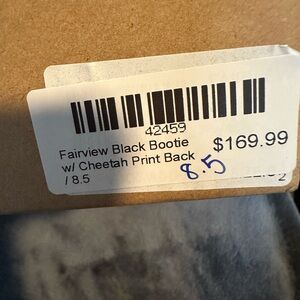 42459
Fairview Black Bootie
w/ Cheetah Print Back
/ 8.5
$169.99
8.5